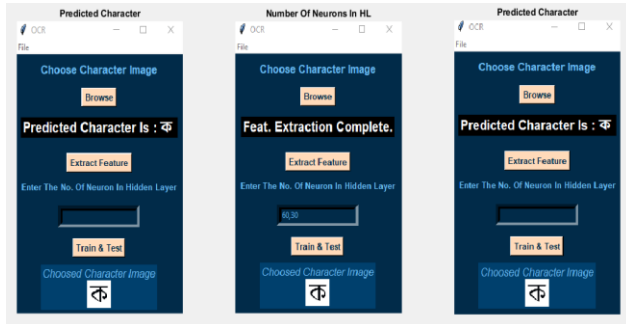 Predicted Character
OCR
File
Choose Character Image
Browse
Predicted Character Is : ক
Extract Feature
Enter The No. Of Neuron In Hidden Layer
Train & Test
Choosed Character Image
ক
Number Of Neurons In HL
OCR
File
Choose Character Image
Browse
Feat. Extraction Complete.
Extract Feature
Enter The No. Of Neuron In Hidden Layer
60,30
Train & Test
Choosed Character Image
ক
Predicted Character
OCR
File
Choose Character Image
Browse
Predicted Character Is : ক
Extract Feature
Enter The No. Of Neuron In Hidden Layer
Train & Test
Choosed Character Image
ক